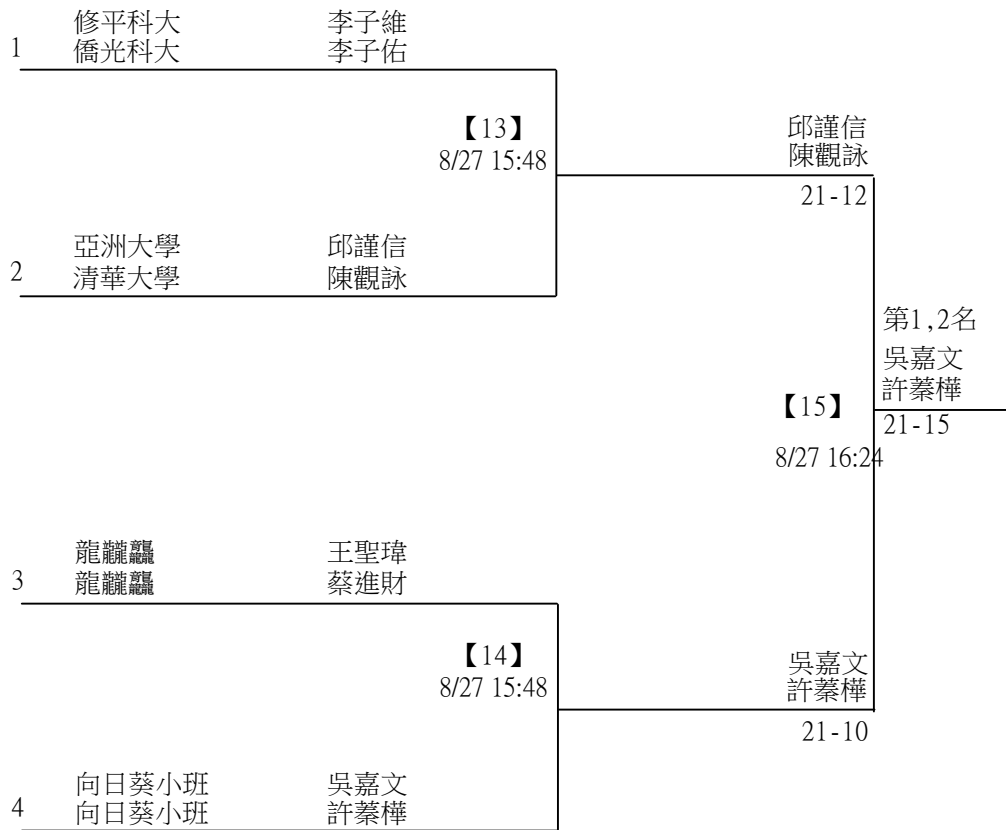 修平科大 李子維
1 僑光科大 李子佑
【13】 邱謹信
8/27 15:48 陳觀詠
21-12
亞洲大學 邱謹信
2 清華大學 陳觀詠
第1,2名
吳嘉文
【15】 許蓁樺
21-15
8/27 16:24
龍龖龘 王聖瑋
3 龍龖龘 蔡進財
【14】 吳嘉文
8/27 15:48 許蓁樺
21-10
向日葵小班 吳嘉文
4 向日葵小班 許蓁樺